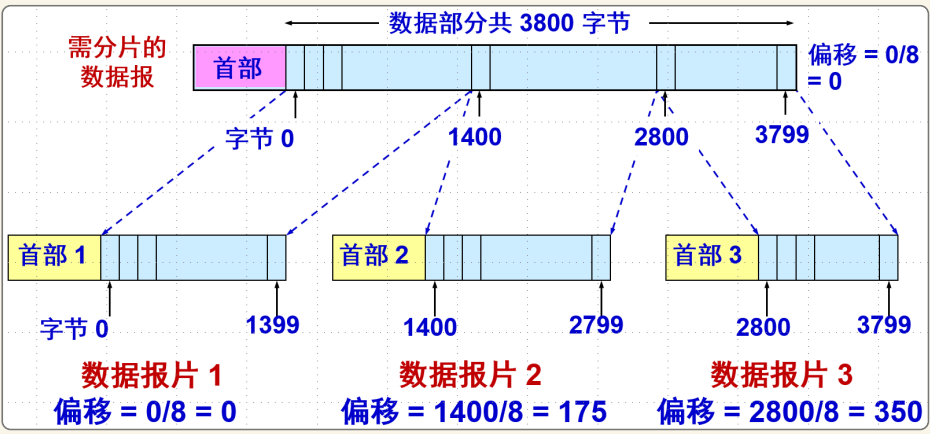 数据部分共 3800 字节
需分片的
数据报
首部
偏移 = 0/8
= 0
字节 0
1400
2800
3799
首部 1
首部 2
首部 3
字节 0
1399
1400
2799
2800
3799
数据报片 1
数据报片 2
数据报片 3
偏移 = 0/8 = 0
偏移 = 1400/8 = 175
偏移 = 2800/8 = 350